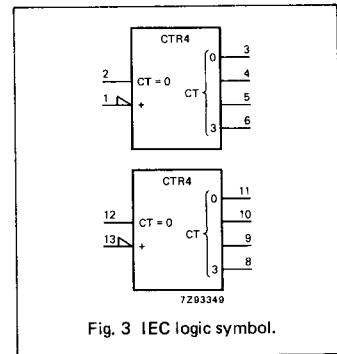 CTR4
0 3
2 CT = 0 4
1 + CT 5
3 6
CTR4
0 11
12 CT = 0 10
13 + CT 9
3 8
7Z93349
Fig. 3 IEC logic symbol.